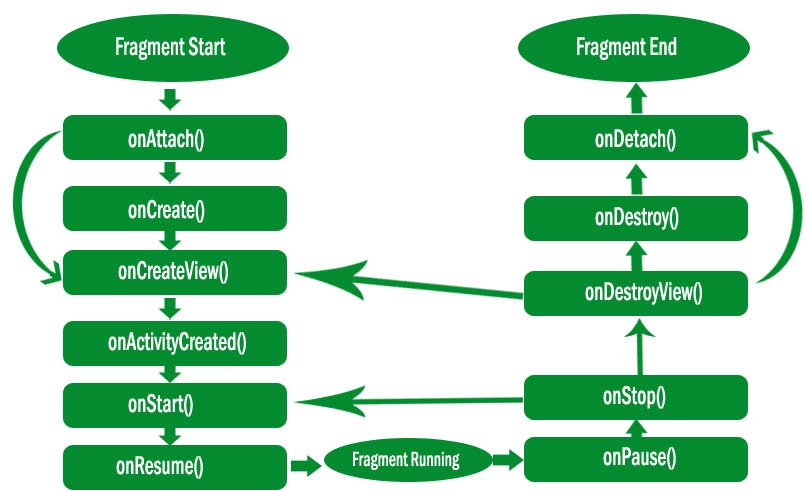 Fragment Start
onAttach()
onCreate()
onCreateView()
onActivityCreated()
onStart()
onResume()
Fragment Running
Fragment End
onDetach()
onDestroy()
onDestroyView()
onStop()
onPause()